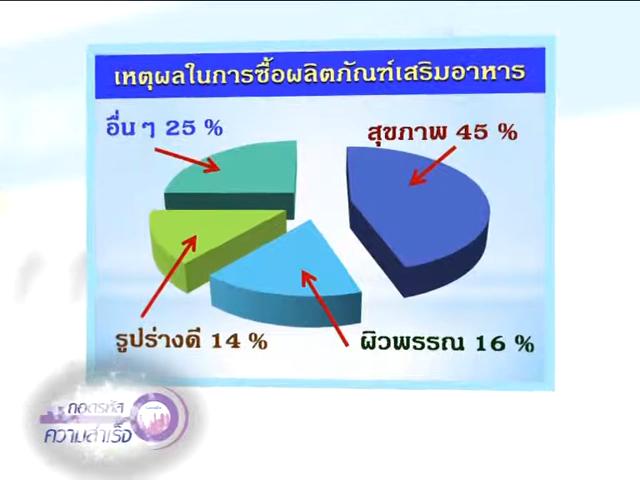 เหตุผลในการซื้อผลิตภัณฑ์เสริมอาหาร
อื่น ๆ 25 %
สุขภาพ 45 %
รูปร่างดี 14 %
ผิวพรรณ 16 %
ถอดรหัส
ความสำเร็จ